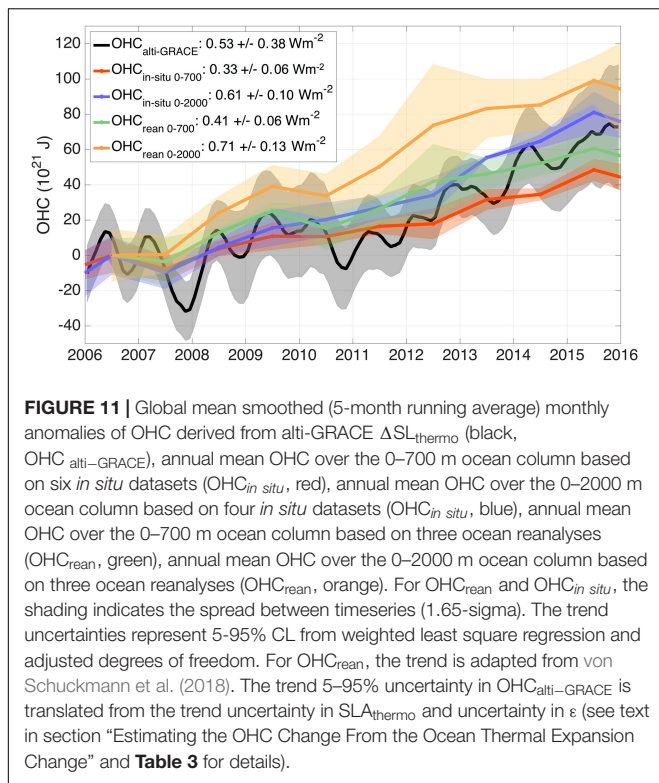 120
100
80
60
40
20
0
-20
-40
OHC (10²¹ J)
OHCalti-GRACE: 0.53 +/- 0.38 Wm-2
OHCin-situ 0-700: 0.33 +/- 0.06 Wm-2
OHCin-situ 0-2000: 0.61 +/- 0.10 Wm-2
OHCrean 0-700: 0.41 +/- 0.06 Wm-2
OHCrean 0-2000: 0.71 +/- 0.13 Wm-2
2006 2007 2008 2009 2010 2011 2012 2013 2014 2015 2016
FIGURE 11 | Global mean smoothed (5-month running average) monthly
anomalies of OHC derived from alti-GRACE ΔSLthermo (black,
OHC alti−GRACE), annual mean OHC over the 0–700 m ocean column based
on six in situ datasets (OHCin situ, red), annual mean OHC over the 0–2000 m
ocean column based on four in situ datasets (OHCin situ, blue), annual mean
OHC over the 0–700 m ocean column based on three ocean reanalyses
(OHCrean, green), annual mean OHC over the 0–2000 m ocean column based
on three ocean reanalyses (OHCrean, orange). For OHCrean and OHCin situ, the
shading indicates the spread between timeseries (1.65-sigma). The trend
uncertainties represent 5-95% CL from weighted least square regression and
adjusted degrees of freedom. For OHCrean, the trend is adapted from von
Schuckmann et al. (2018). The trend 5–95% uncertainty in OHCalti−GRACE is
translated from the trend uncertainty in SLAthermo and uncertainty in ε (see text
in section “Estimating the OHC Change From the Ocean Thermal Expansion
Change” and Table 3 for details).